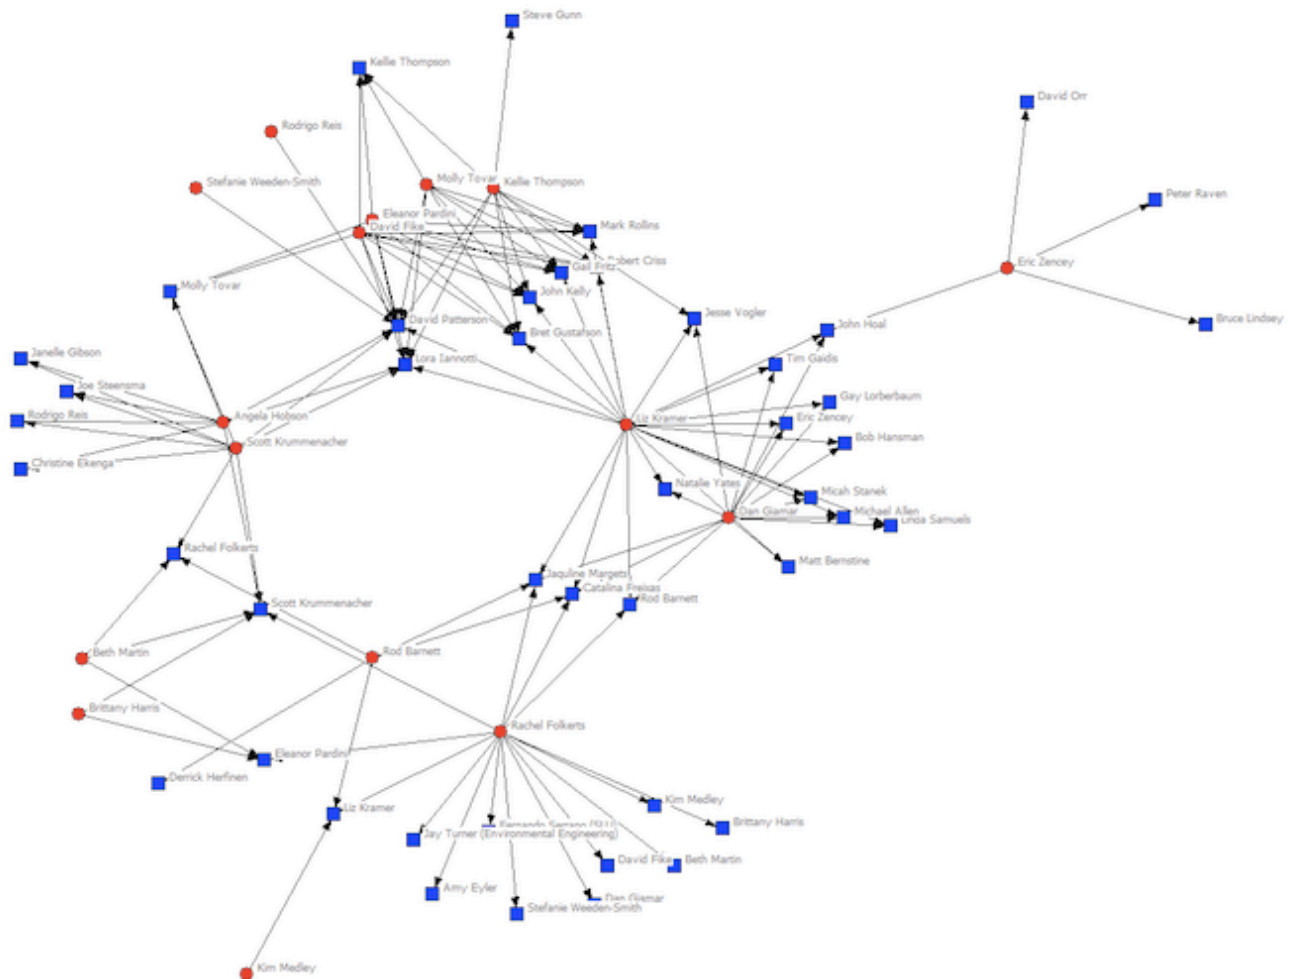 Steve Gunn
Kellie Thompson
David Orr
Rodrigo Reis
Molly Tovar
Kellie Thompson
Stefanie Weeden-Smith
Peter Raven
Eleanor Pardini
David Fike
Mark Rollins
Robert Criss
Eric Zencey
Gail Fritz
Molly Tovar
John Kelly
David Patterson
Jesse Vogler
Bruce Lindsey
Bret Gustafson
John Hoal
Janelle Gibson
Lora Iannotti
Tim Gaidis
Joe Steensma
Gay Lorberbaum
Rodrigo Reis
Angela Hobson
Liz Kramer
Eric Zencey
Scott Krummenacher
Bob Hansman
Christine Ekenga
Natalie Yates
Micah Stanek
Dan Giamar
Michael Allen
Linda Samuels
Rachel Folkerts
Matt Bernstine
Jaquline Margets
Catalina Freixas
Scott Krummenacher
Rod Barnett
Beth Martin
Rod Barnett
Brittany Harris
Rachel Folkerts
Eleanor Pardini
Derrick Herfinen
Liz Kramer
Kim Medley
Fernando Serrano (SLU)
Brittany Harris
Jay Turner (Environmental Engineering)
David Fike
Beth Martin
Amy Eyler
Dan Giamar
Stefanie Weeden-Smith
Kim Medley